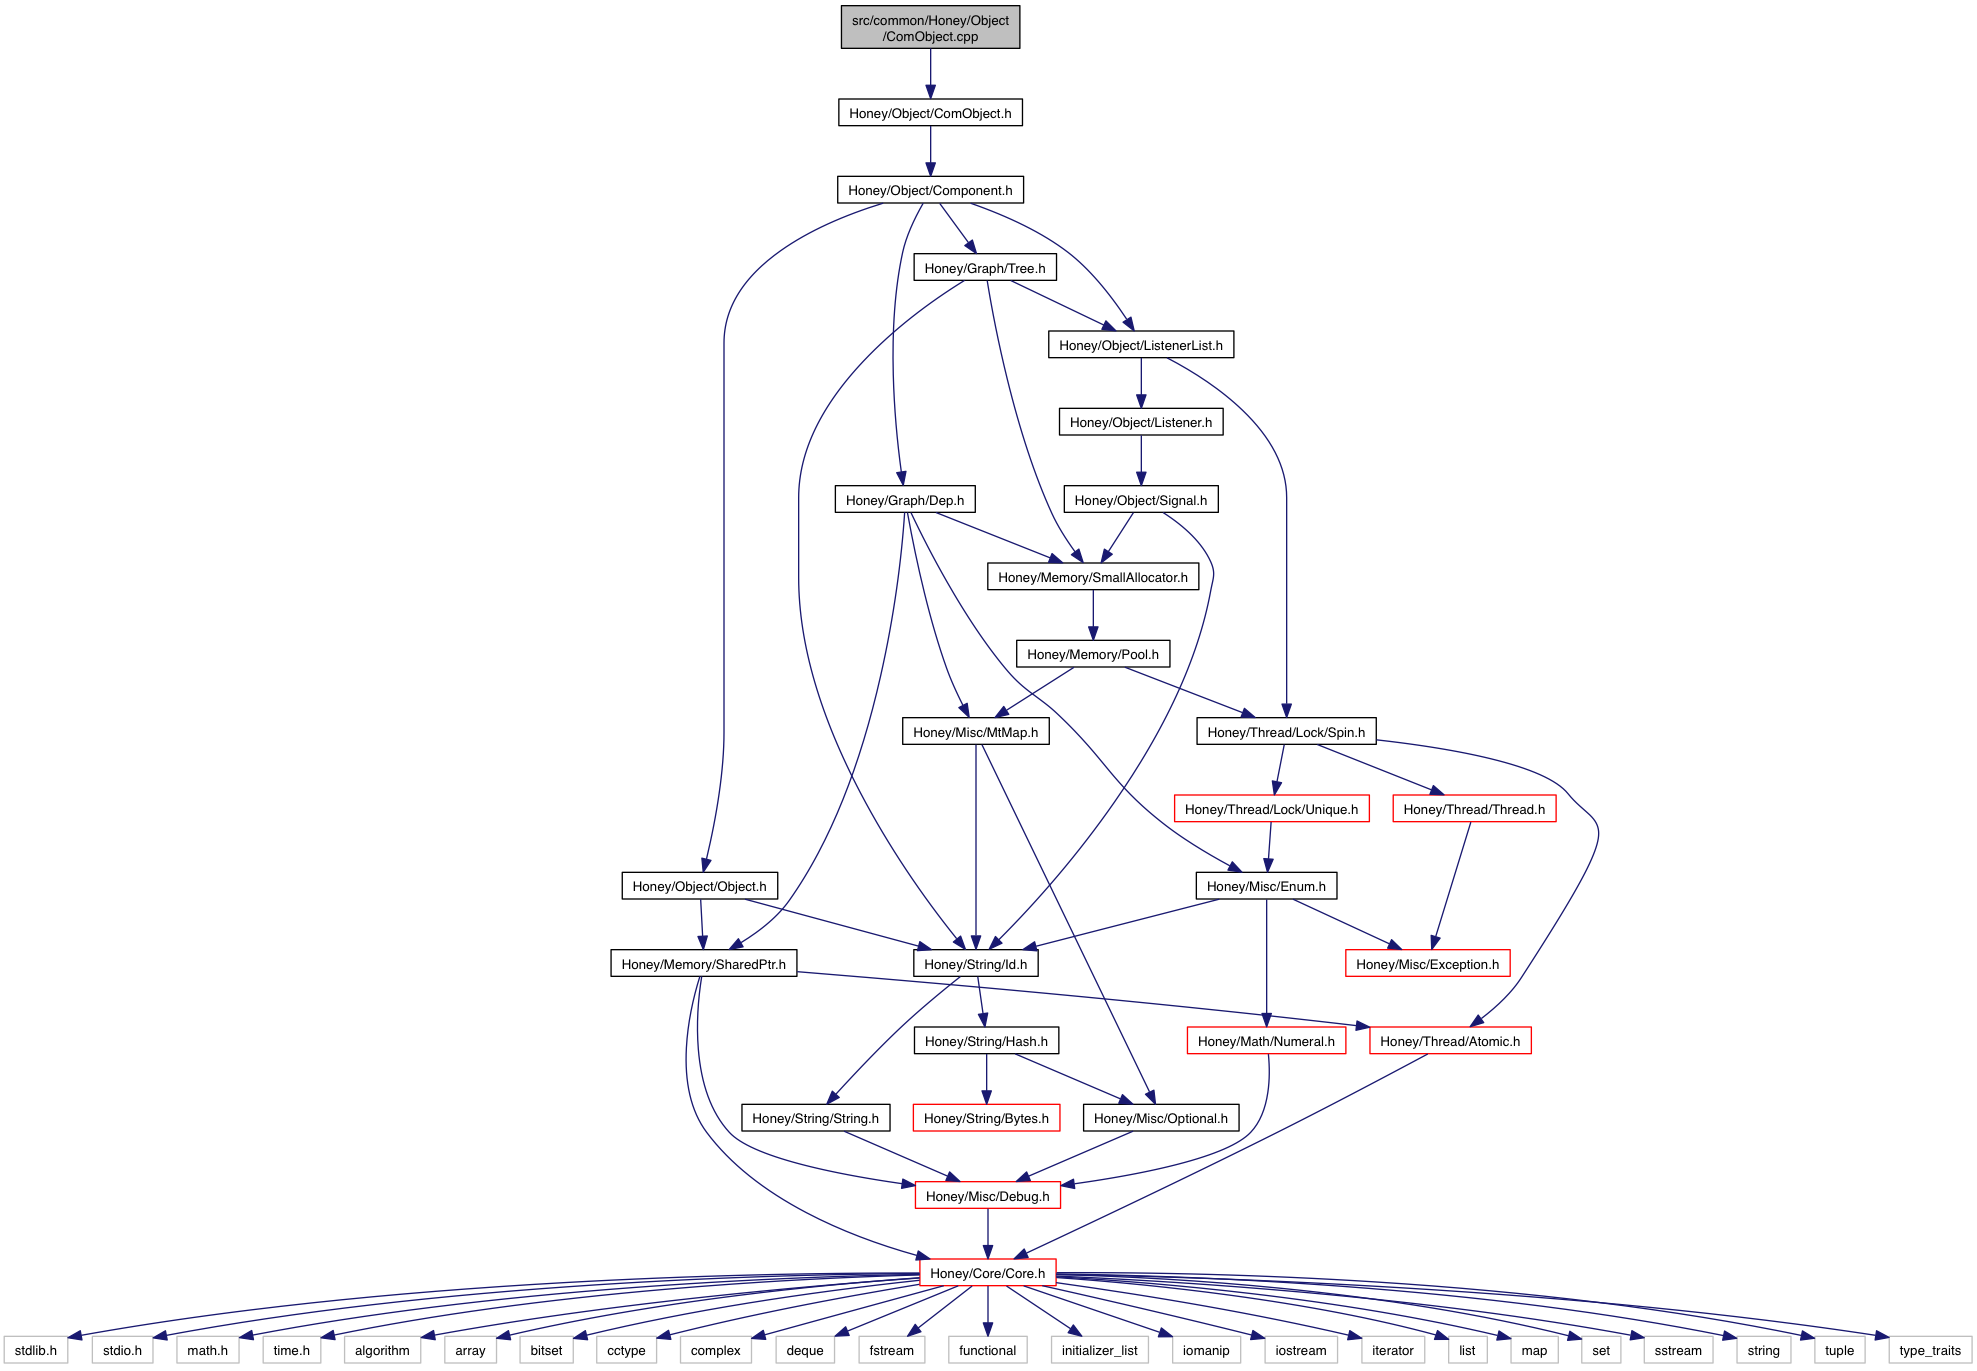 src/common/Honey/Object
/ComObject.cpp
Honey/Object/ComObject.h
Honey/Object/Component.h
Honey/Graph/Tree.h
Honey/Object/ListenerList.h
Honey/Object/Listener.h
Honey/Graph/Dep.h
Honey/Object/Signal.h
Honey/Memory/SmallAllocator.h
Honey/Memory/Pool.h
Honey/Misc/MtMap.h
Honey/Thread/Lock/Spin.h
Honey/Thread/Lock/Unique.h
Honey/Thread/Thread.h
Honey/Object/Object.h
Honey/Misc/Enum.h
Honey/Memory/SharedPtr.h
Honey/String/Id.h
Honey/Misc/Exception.h
Honey/String/Hash.h
Honey/Math/Numeral.h
Honey/Thread/Atomic.h
Honey/String/String.h
Honey/String/Bytes.h
Honey/Misc/Optional.h
Honey/Misc/Debug.h
Honey/Core/Core.h
stdlib.h
stdio.h
math.h
time.h
algorithm
array
bitset
cctype
complex
deque
fstream
functional
initializer_list
iomanip
iostream
iterator
list
map
set
sstream
string
tuple
type_traits